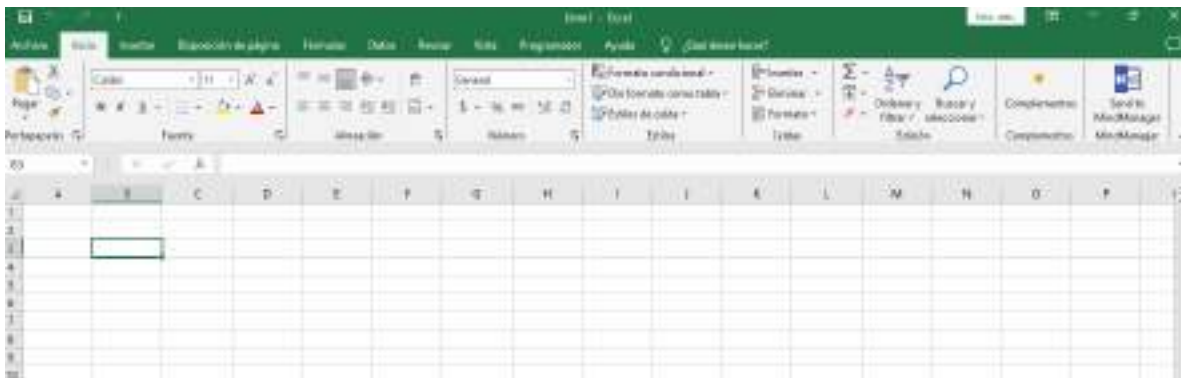 Libro1 - Excel
Archivo Inicio Insertar Disposición de página Fórmulas Datos Revisar Vista Programador Ayuda ¿Qué desea hacer?
Pegar
Calibri 11
General
Formato condicional
Dar formato como tabla
Estilos de celda
Insertar
Eliminar
Formato
Ordenar y filtrar
Buscar y seleccionar
Complementos
Send to MindManager
Portapapeles Fuente Alineación Número Estilos Celdas Edición Complementos MindManager
B3
A B C D E F G H I J K L M N O P
1
2
3
4
5
6
7
8
9
10